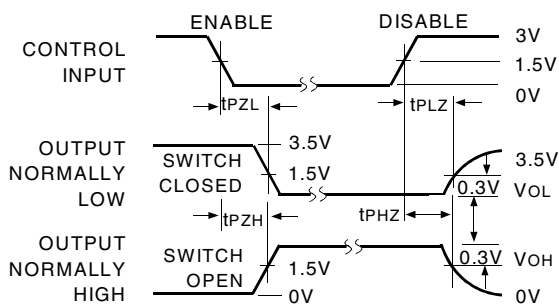 ENABLE DISABLE
CONTROL INPUT
3V
1.5V
0V
tPZL tPLZ
OUTPUT NORMALLY LOW
SWITCH CLOSED
3.5V
1.5V
3.5V
0.3V VOL
tPZH tPHZ
OUTPUT NORMALLY HIGH
SWITCH OPEN
1.5V
0V
0.3V VOH
0V